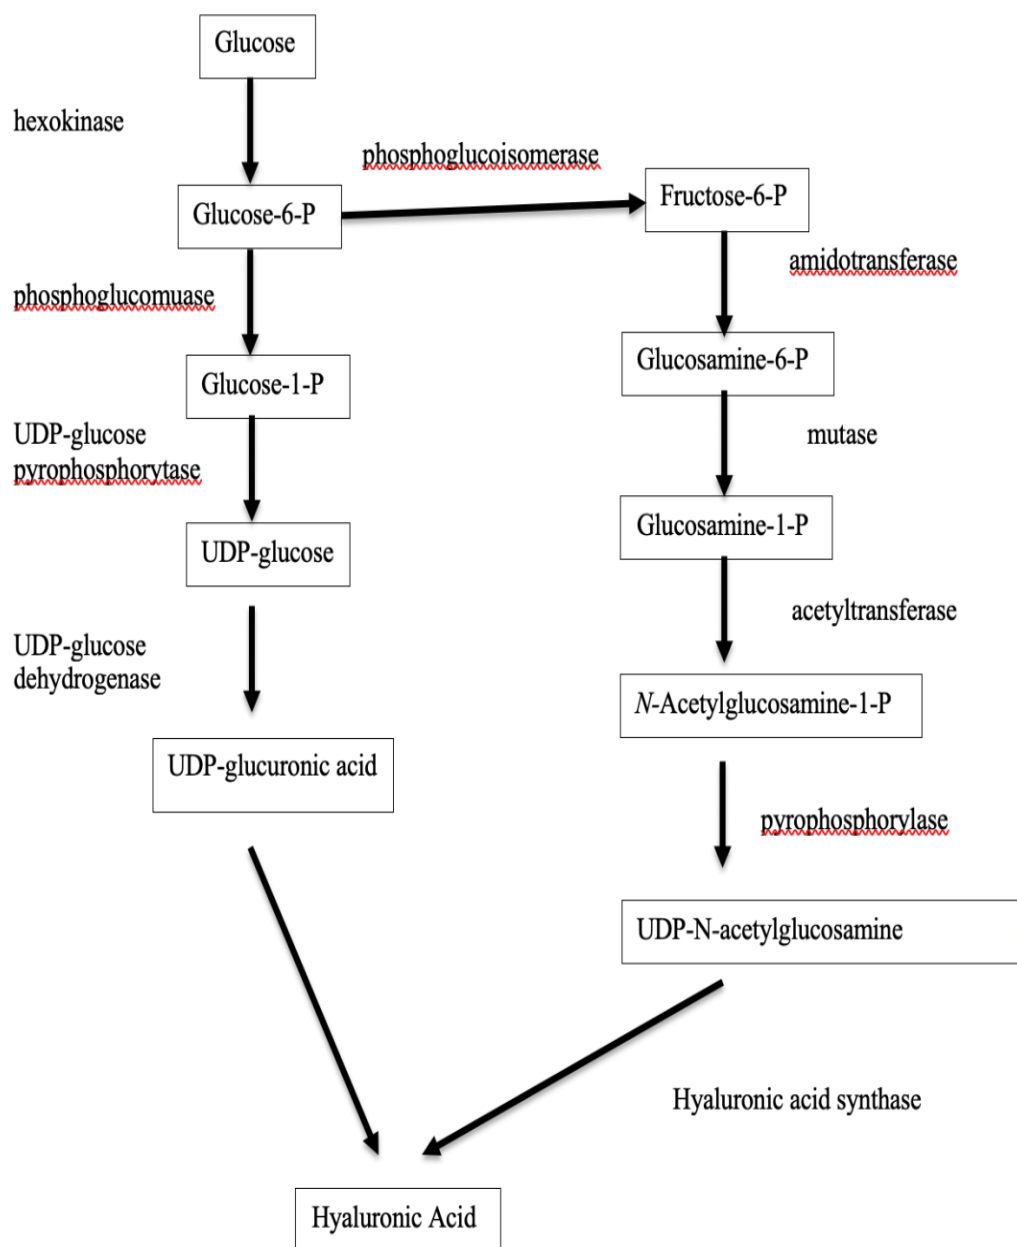 Glucose
hexokinase
phosphoglucoisomerase
Glucose-6-P
Fructose-6-P
amidotransferase
phosphoglucomuase
Glucose-1-P
Glucosamine-6-P
UDP-glucose
pyrophosphorytase
mutase
Glucosamine-1-P
UDP-glucose
acetyltransferase
UDP-glucose
dehydrogenase
N-Acetylglucosamine-1-P
UDP-glucuronic acid
pyrophosphorylase
UDP-N-acetylglucosamine
Hyaluronic acid synthase
Hyaluronic Acid